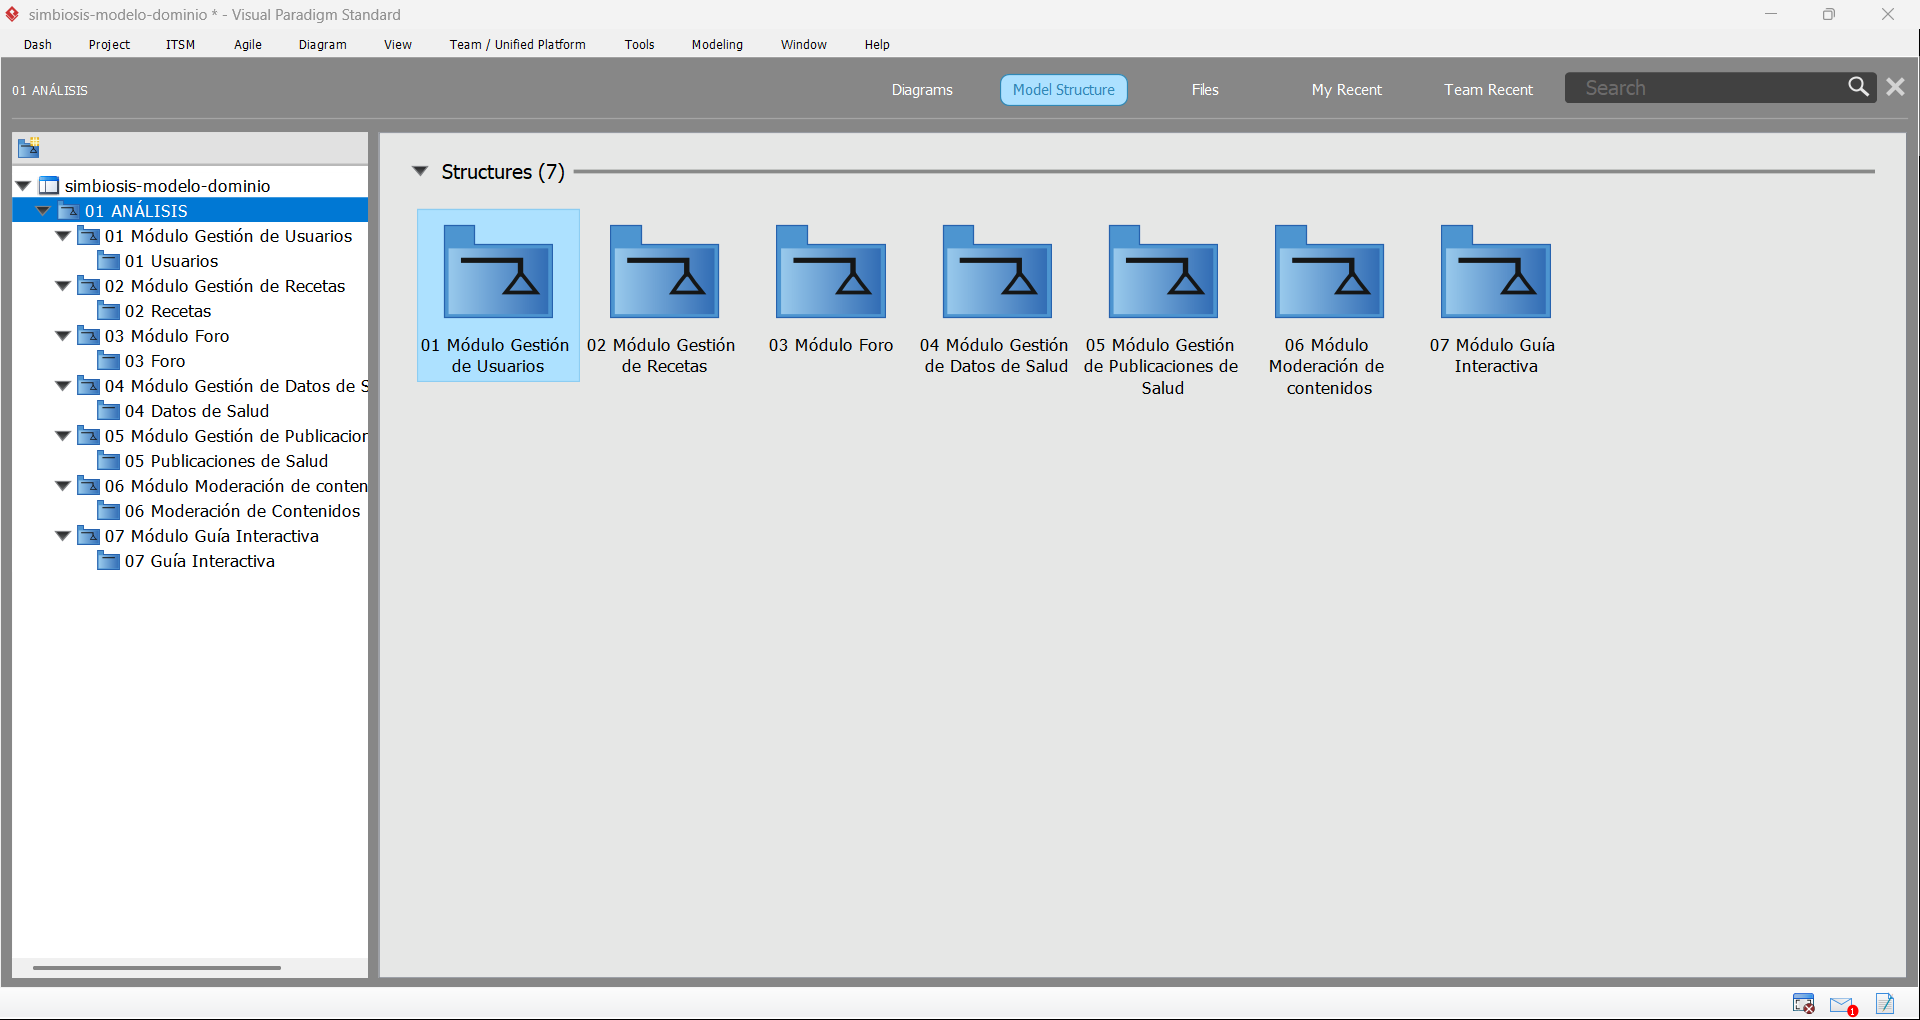 simbiosis-modelo-dominio * - Visual Paradigm Standard
Dash Project ITSM Agile Diagram View Team / Unified Platform Tools Modeling Window Help
01 ANÁLISIS
Diagrams Model Structure Files My Recent Team Recent Search
simbiosis-modelo-dominio
01 ANÁLISIS
01 Módulo Gestión de Usuarios
01 Usuarios
02 Módulo Gestión de Recetas
02 Recetas
03 Módulo Foro
03 Foro
04 Módulo Gestión de Datos de S
04 Datos de Salud
05 Módulo Gestión de Publicacior
05 Publicaciones de Salud
06 Módulo Moderación de conten
06 Moderación de Contenidos
07 Módulo Guía Interactiva
07 Guía Interactiva
Structures (7)
01 Módulo Gestión
de Usuarios
02 Módulo Gestión
de Recetas
03 Módulo Foro
04 Módulo Gestión
de Datos de Salud
05 Módulo Gestión
de Publicaciones de
Salud
06 Módulo
Moderación de
contenidos
07 Módulo Guía
Interactiva
1